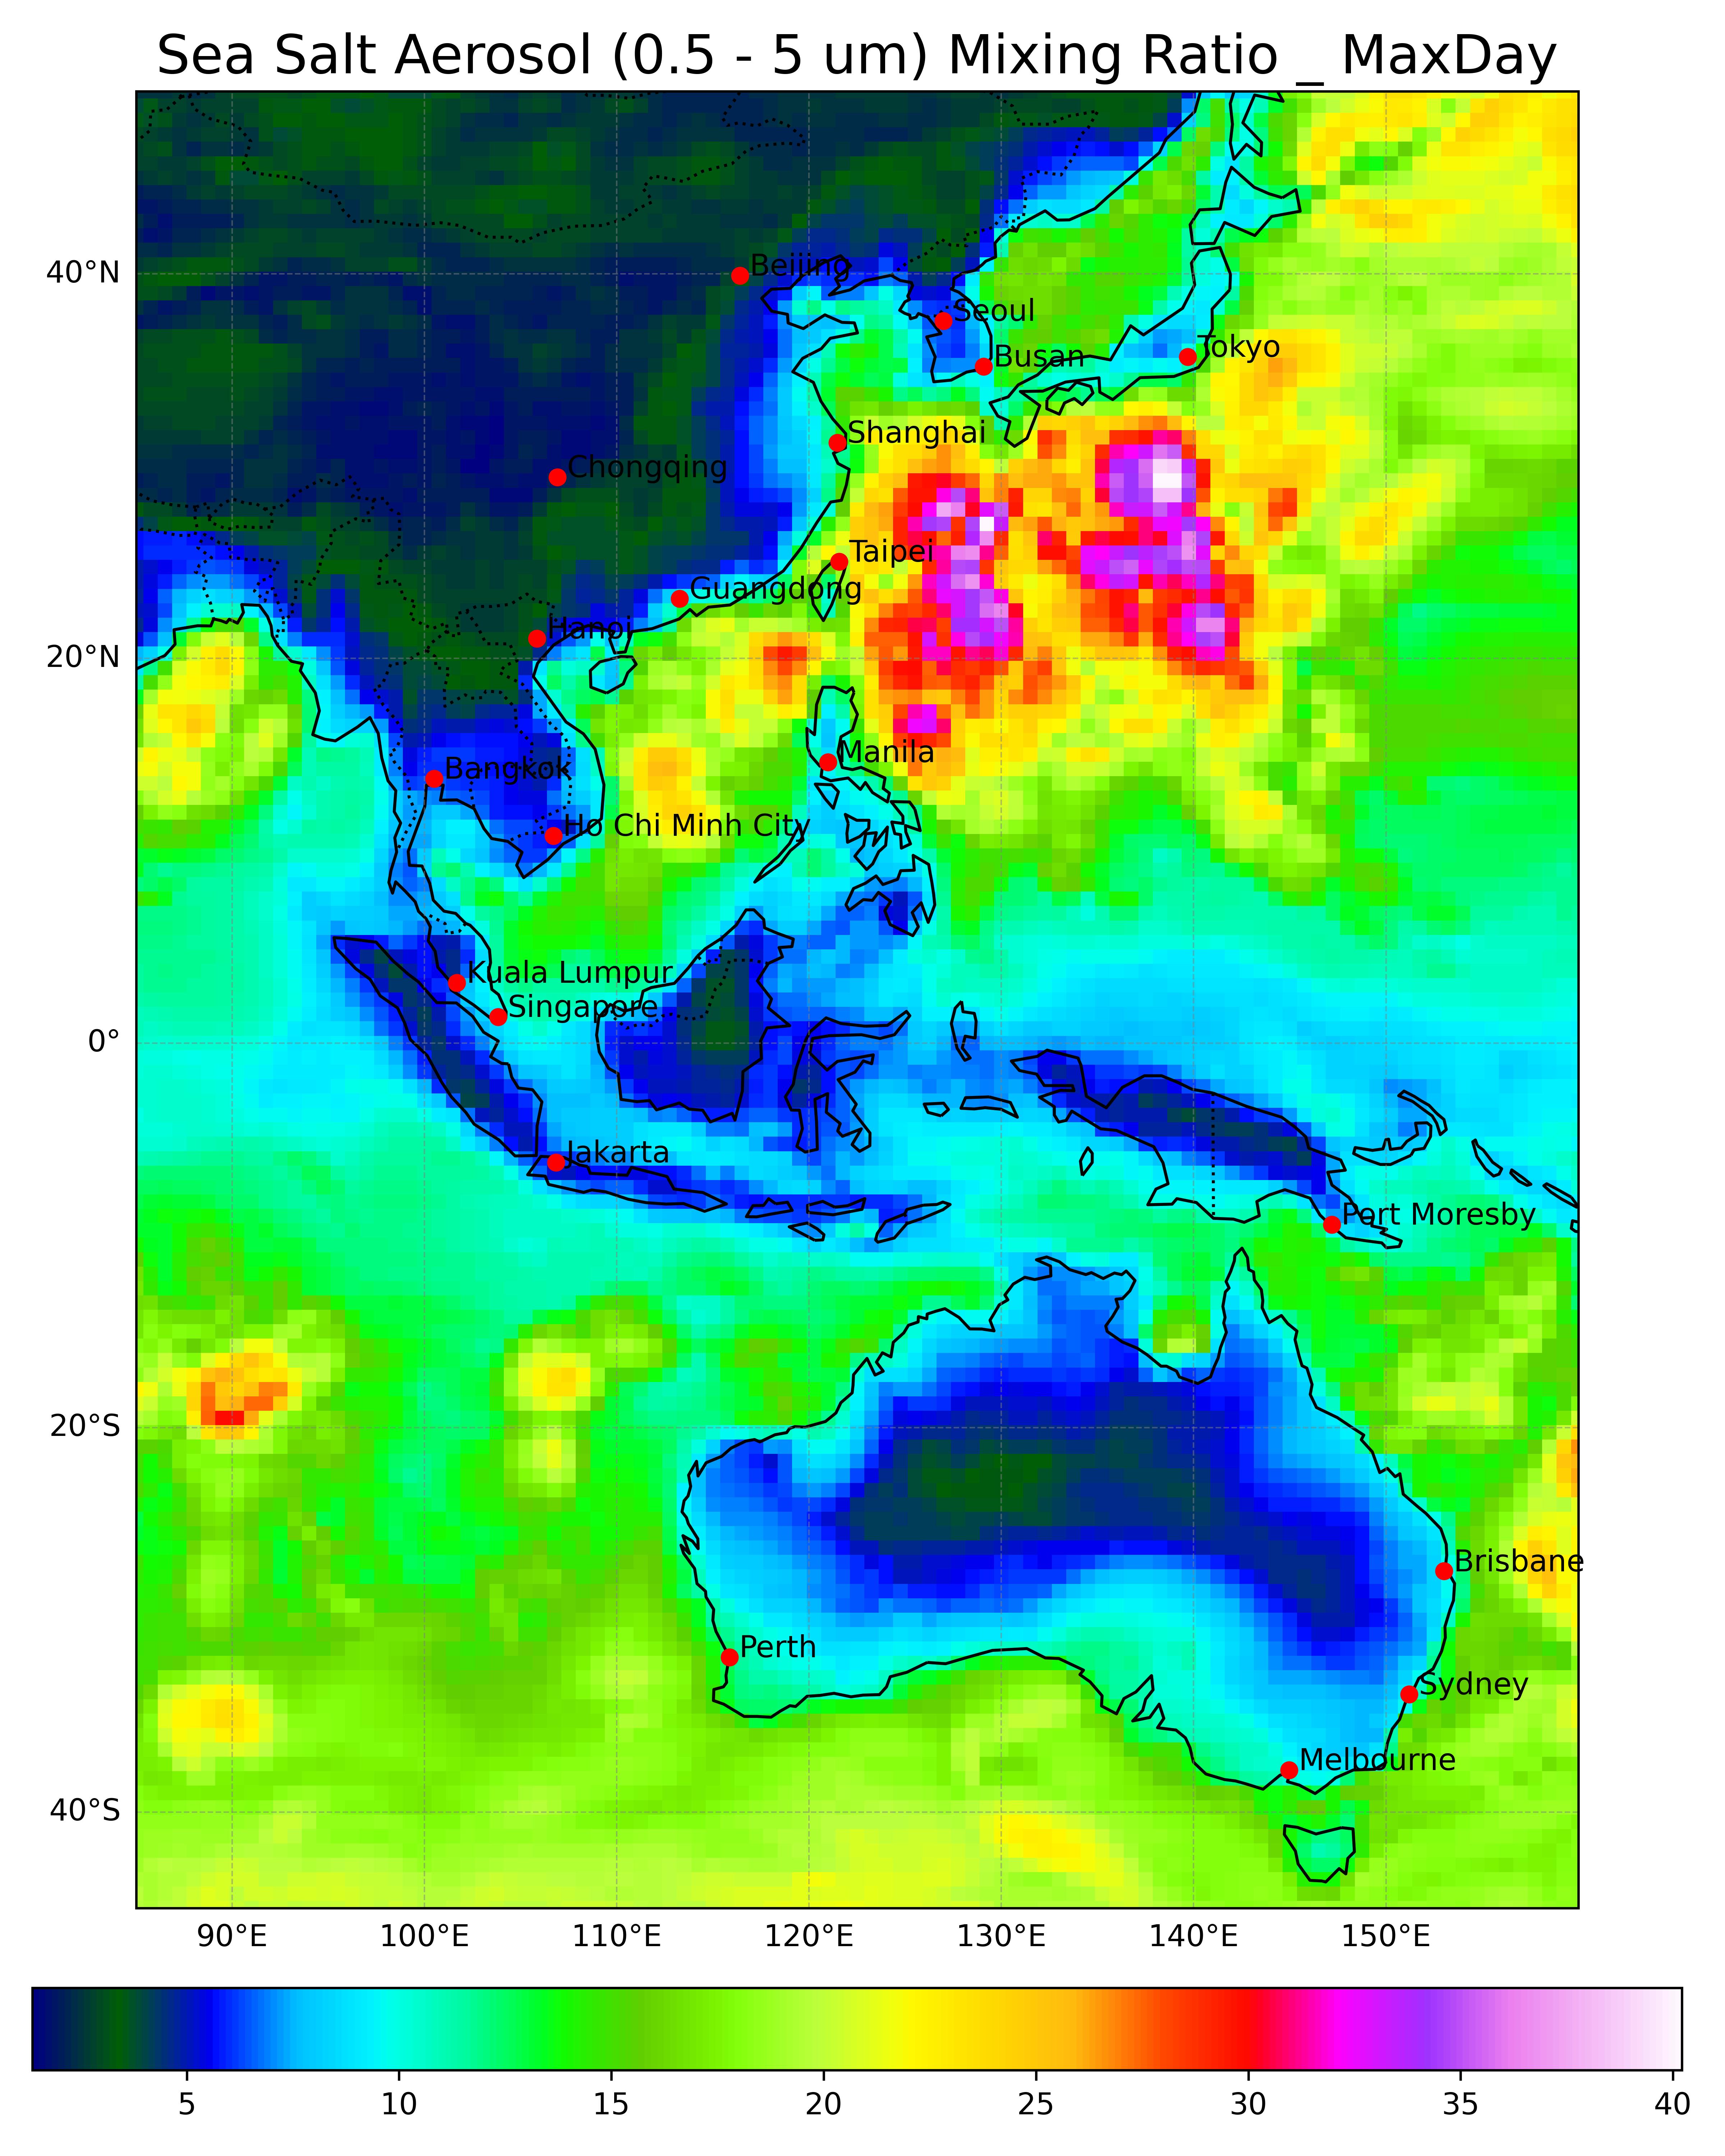 Sea Salt Aerosol (0.5 - 5 um) Mixing Ratio _ MaxDay
40°N
Beijing
Seoul
Tokyo
Busan
Shanghai
Chongqing
Taipei
Guangdong
Hanoi
20°N
Manila
Bangkok
Ho Chi Minh City
Kuala Lumpur
Singapore
0°
Jakarta
Port Moresby
20°S
Brisbane
Perth
Sydney
Melbourne
40°S
90°E 100°E 110°E 120°E 130°E 140°E 150°E
5 10 15 20 25 30 35 40